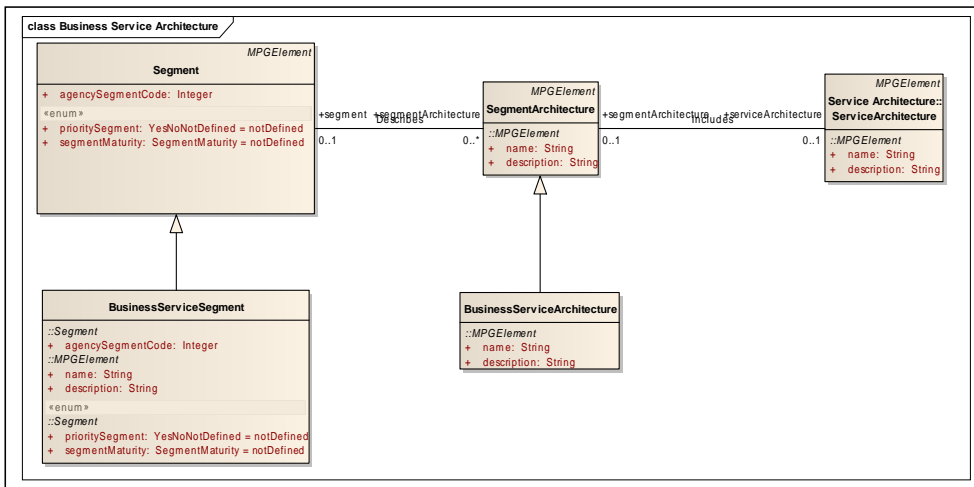 class Business Service Architecture
MPGElement
Segment
+ agencySegmentCode: Integer
«enum»
+ prioritySegment: YesNoNotDefined = notDefined
+ segmentMaturity: SegmentMaturity = notDefined
+segment +segmentArchitecture
Describes
0..1 0..*
MPGElement
SegmentArchitecture
::MPGElement
+ name: String
+ description: String
+segmentArchitecture +serviceArchitecture
Includes
0..1 0..1
MPGElement
Service Architecture::
ServiceArchitecture
::MPGElement
+ name: String
+ description: String
BusinessServiceSegment
::Segment
+ agencySegmentCode: Integer
::MPGElement
+ name: String
+ description: String
«enum»
::Segment
+ prioritySegment: YesNoNotDefined = notDefined
+ segmentMaturity: SegmentMaturity = notDefined
BusinessServiceArchitecture
::MPGElement
+ name: String
+ description: String